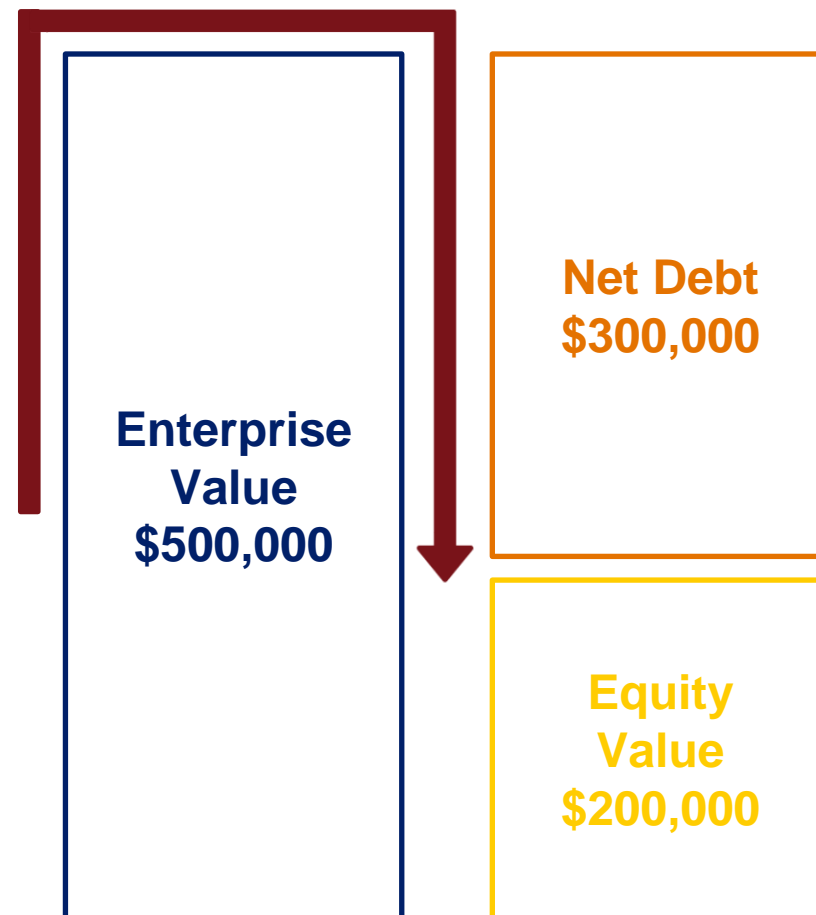 Enterprise
Value
$500,000
Net Debt
$300,000
Equity
Value
$200,000